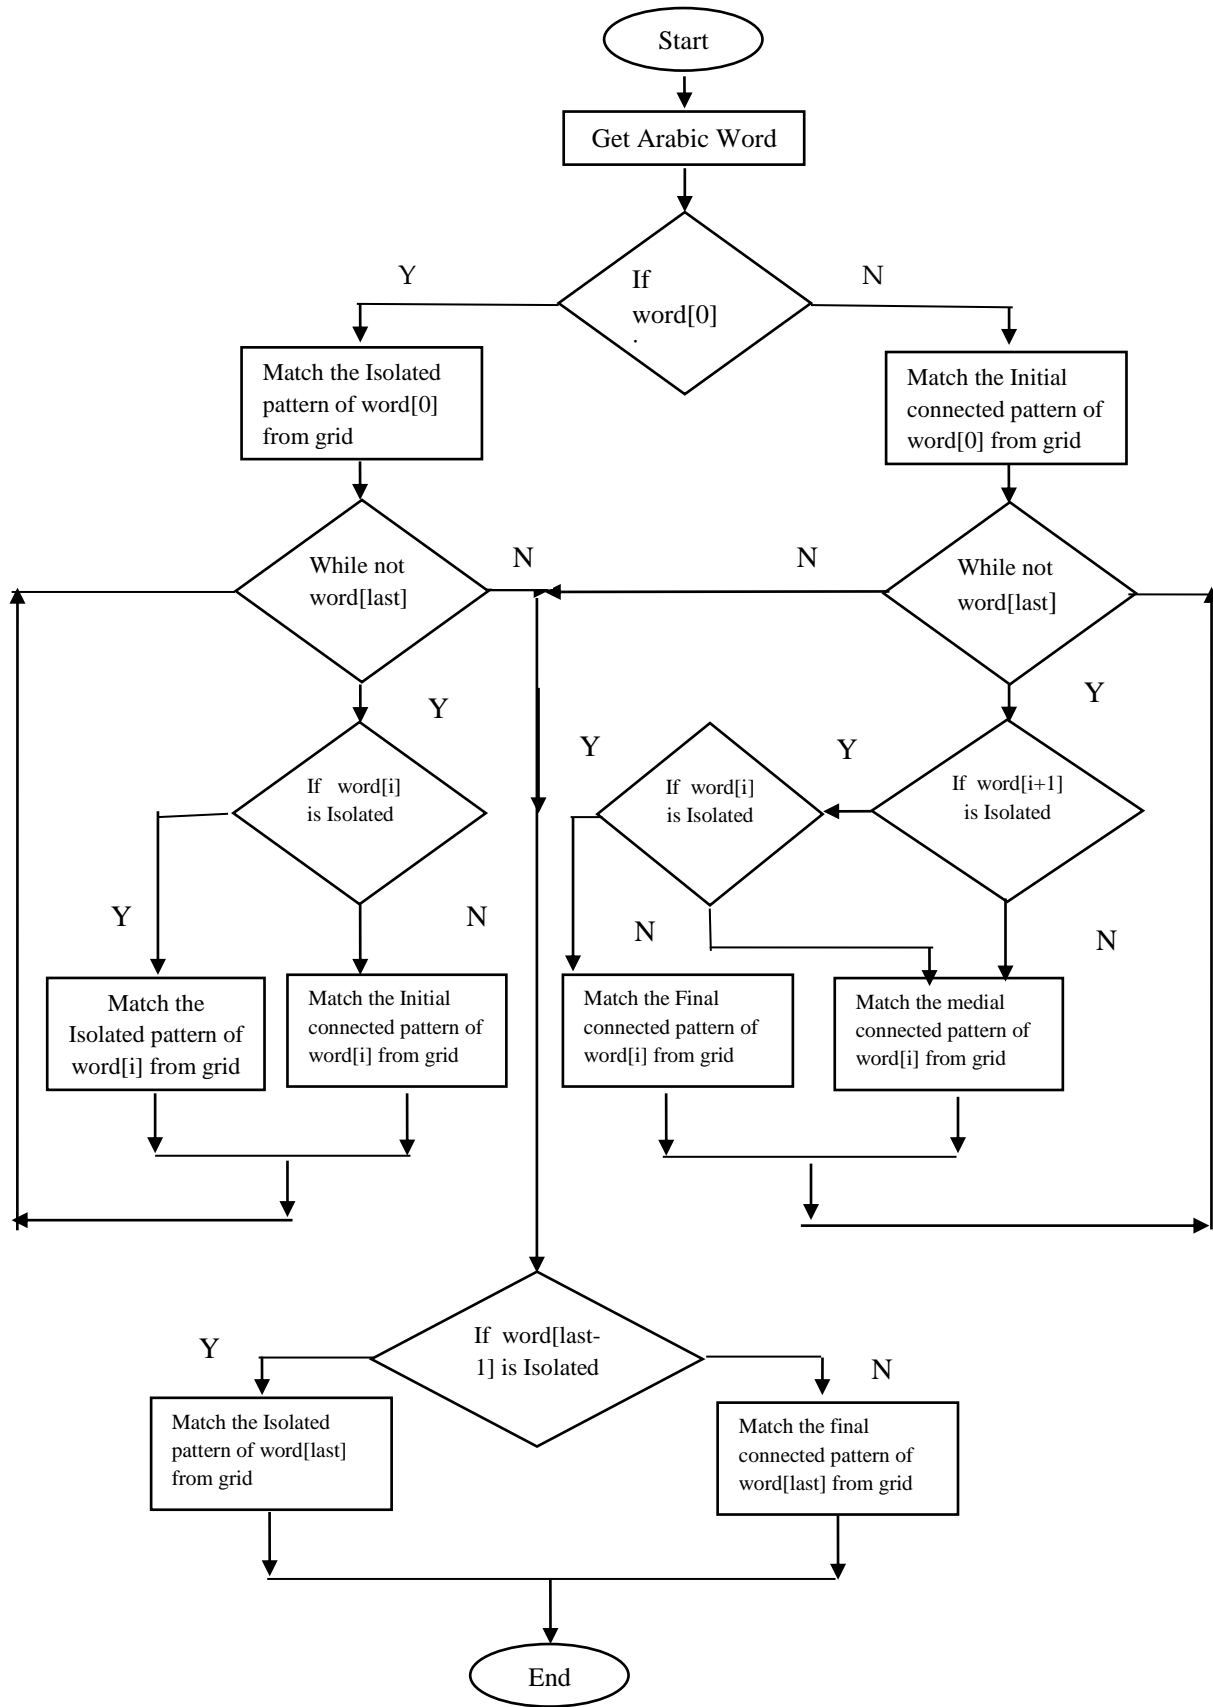 Start
Get Arabic Word
Y
N
If
word[0]
.
Match the Isolated
pattern of word[0]
from grid
Match the Initial
connected pattern of
word[0] from grid
While not
word[last]
N
N
While not
word[last]
Y
Y
If word[i]
is Isolated
Y
If word[i]
is Isolated
Y
If word[i+1]
is Isolated
Y
N
N
N
Match the
Isolated pattern of
word[i] from grid
Match the Initial
connected pattern of
word[i] from grid
Match the Final
connected pattern of
word[i] from grid
Match the medial
connected pattern of
word[i] from grid
If word[last-
1] is Isolated
Y
N
Match the Isolated
pattern of word[last]
from grid
Match the final
connected pattern of
word[last] from grid
End